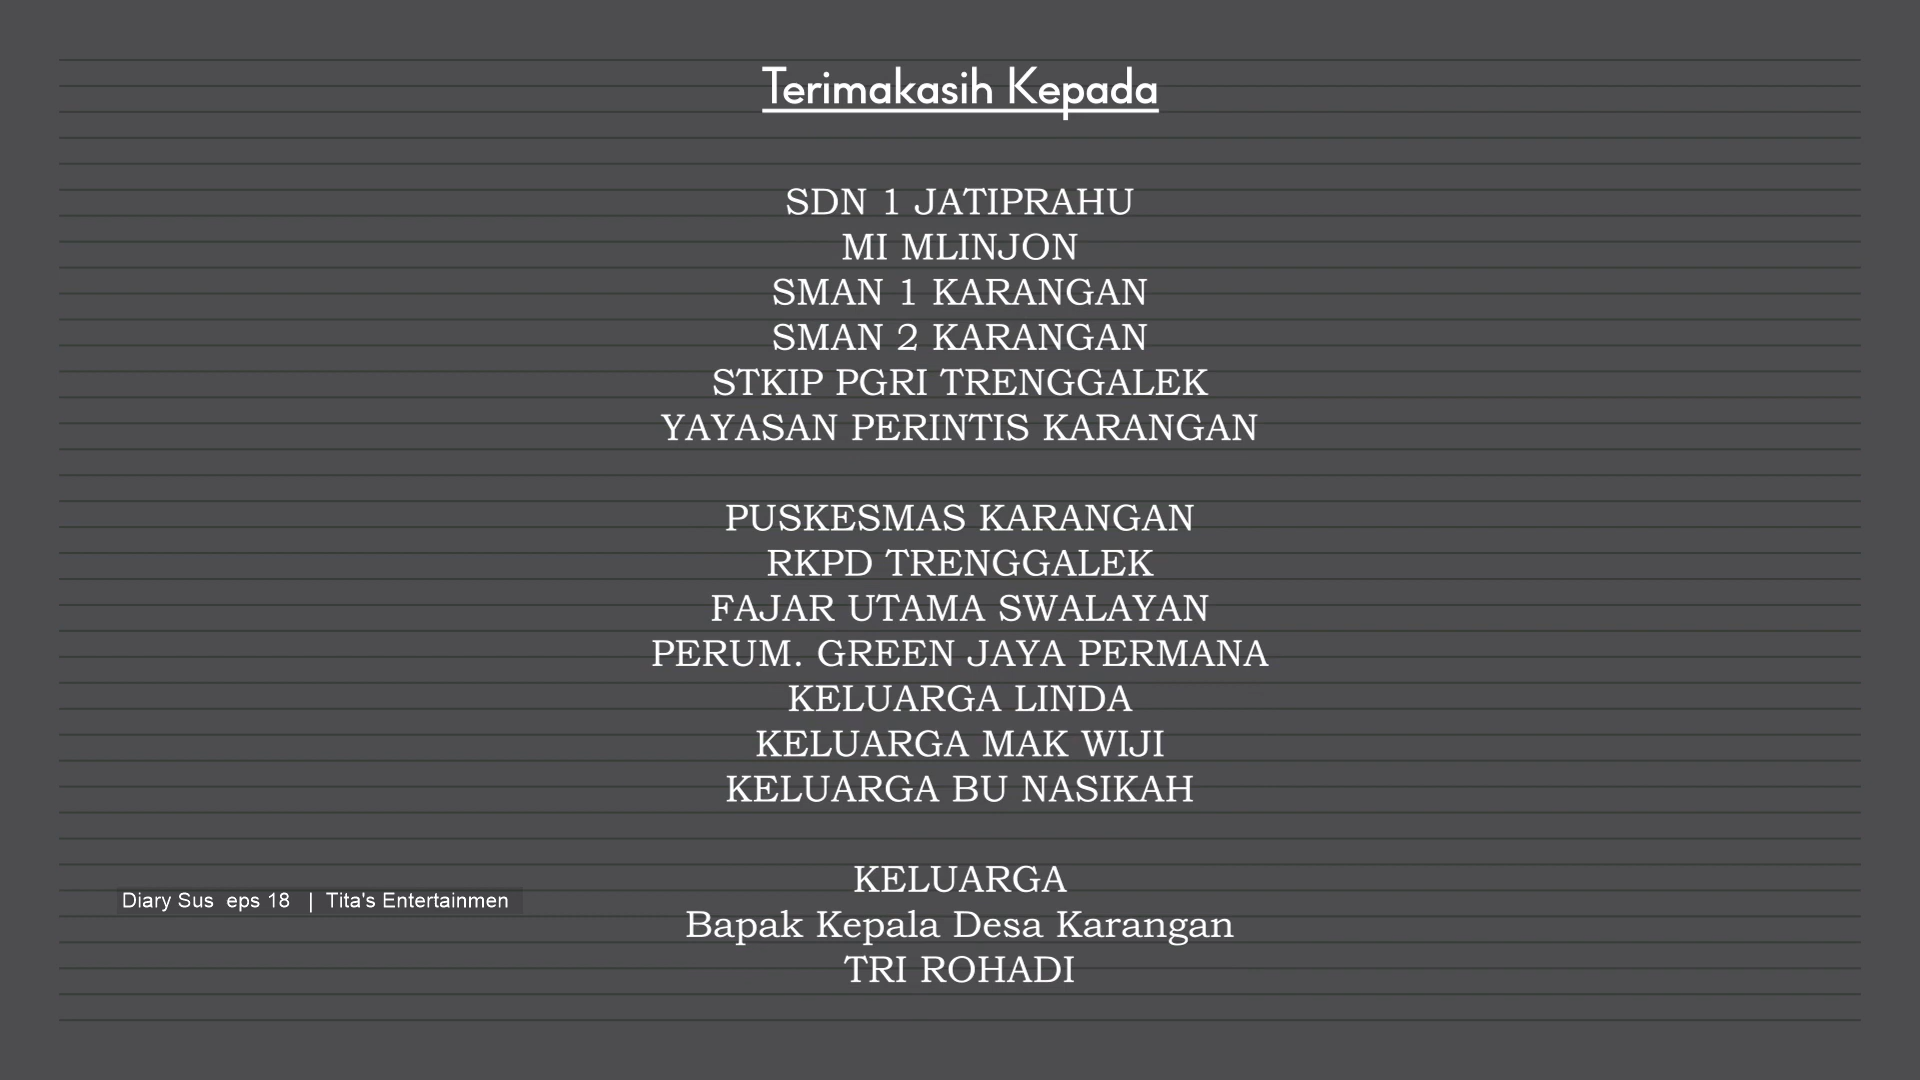 Terimakasih Kepada
SDN 1 JATIPRAHU
MI MLINJON
SMAN 1 KARANGAN
SMAN 2 KARANGAN
STKIP PGRI TRENGGALEK
YAYASAN PERINTIS KARANGAN
PUSKESMAS KARANGAN
RKPD TRENGGALEK
FAJAR UTAMA SWALAYAN
PERUM. GREEN JAYA PERMANA
KELUARGA LINDA
KELUARGA MAK WIJI
KELUARGA BU NASIKAH
KELUARGA
Bapak Kepala Desa Karangan
TRI ROHADI
Diary Sus eps 18 | Tita's Entertainmen